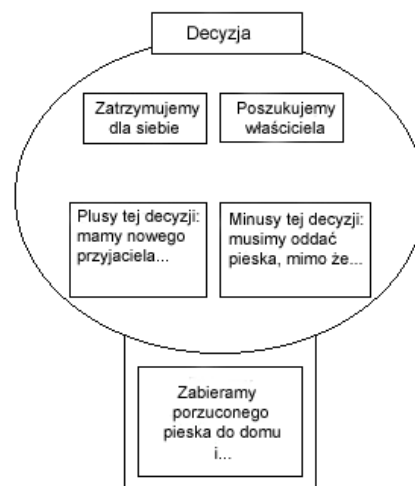 Decyzja
Zatrzymujemy
dla siebie
Poszukujemy
właściciela
Plusy tej decyzji:
mamy nowego
przyjaciela...
Minusy tej decyzji:
musimy oddać
pieska, mimo że...
Zabieramy
porzuconego
pieska do domu
i...